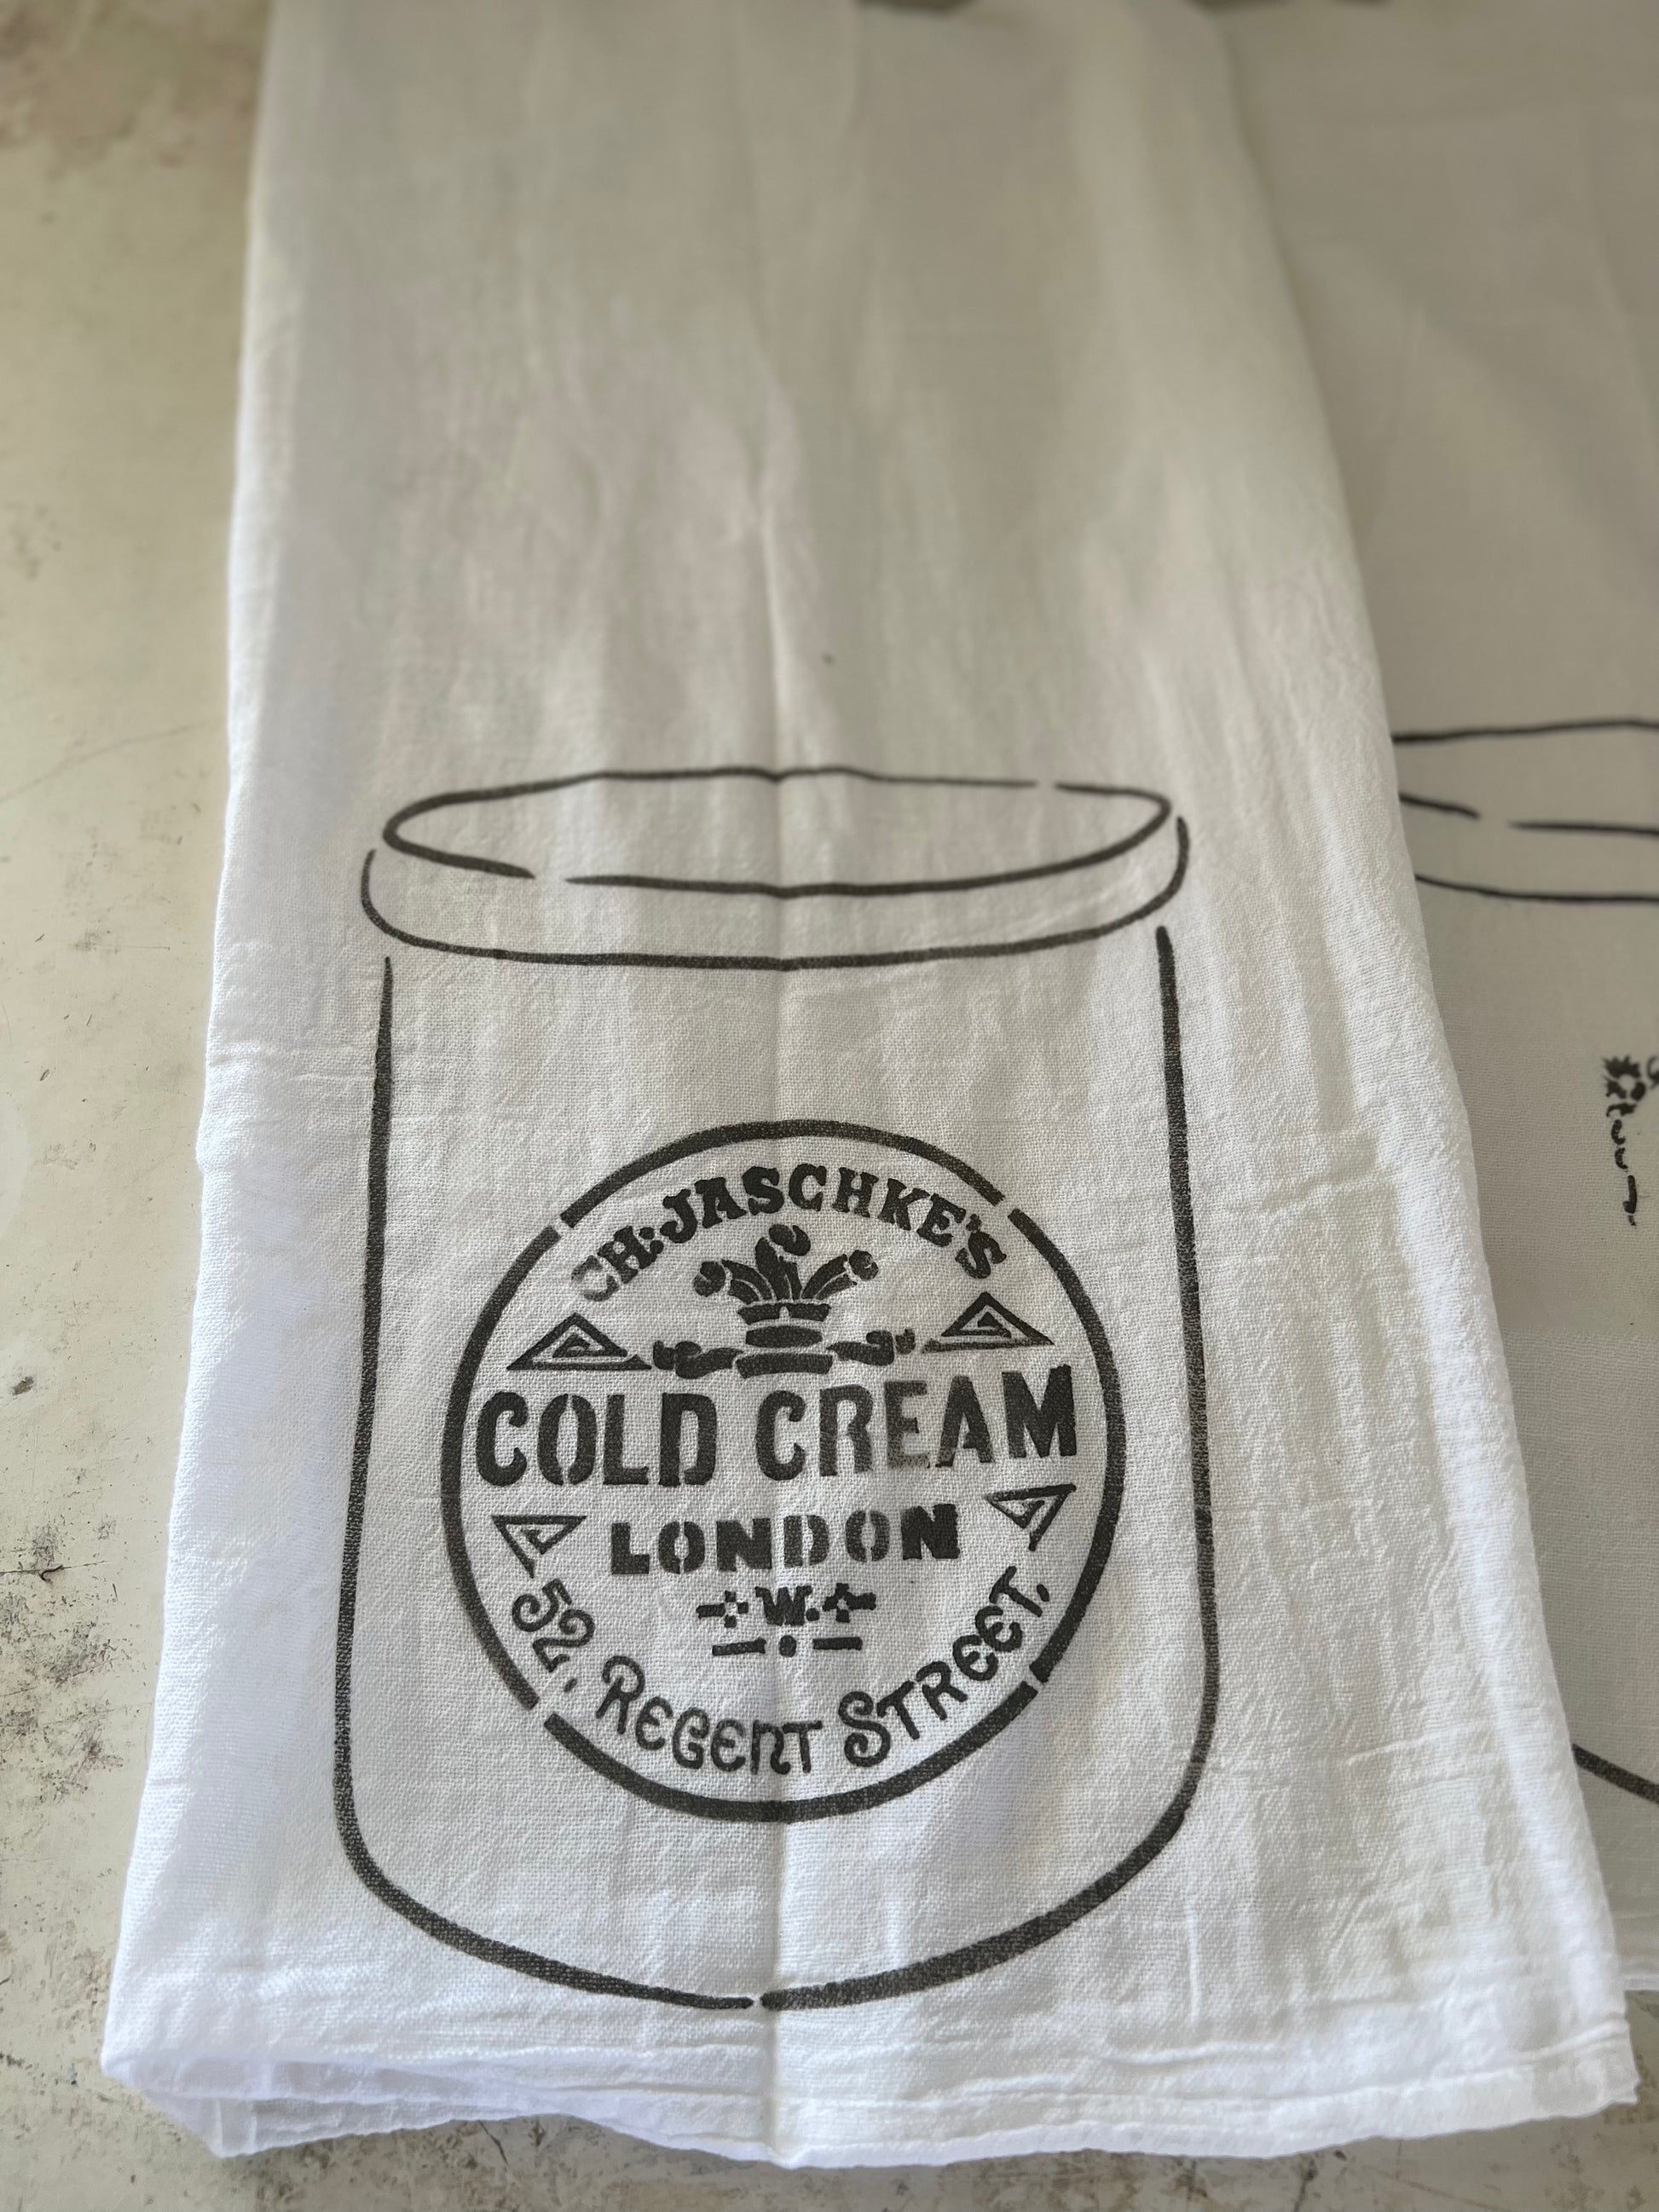 CH: JASCHKE'S
COLD CREAM
LONDON
W.
52, REGENT STREET.